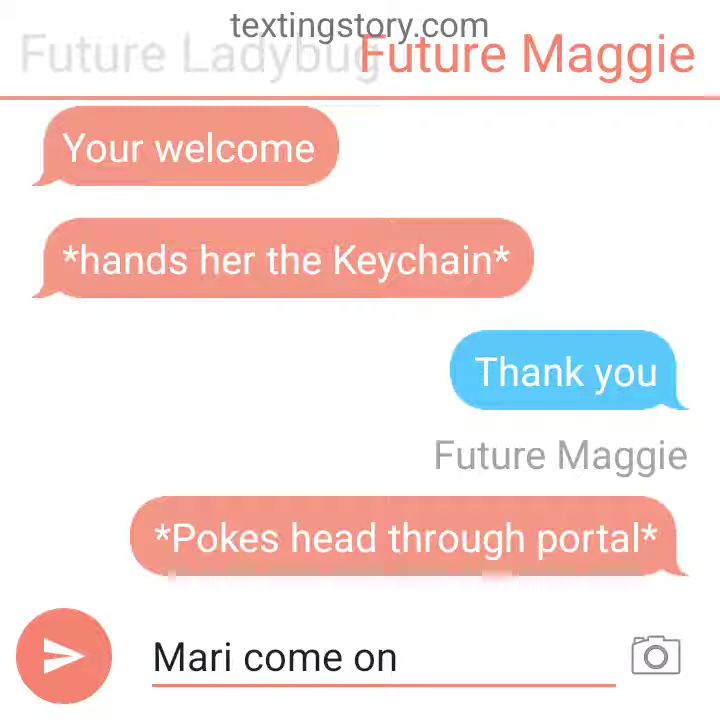 textingstory.com
Future Ladybug Future Maggie
Your welcome
*hands her the Keychain*
Thank you
Future Maggie
*Pokes head through portal*
Mari come on